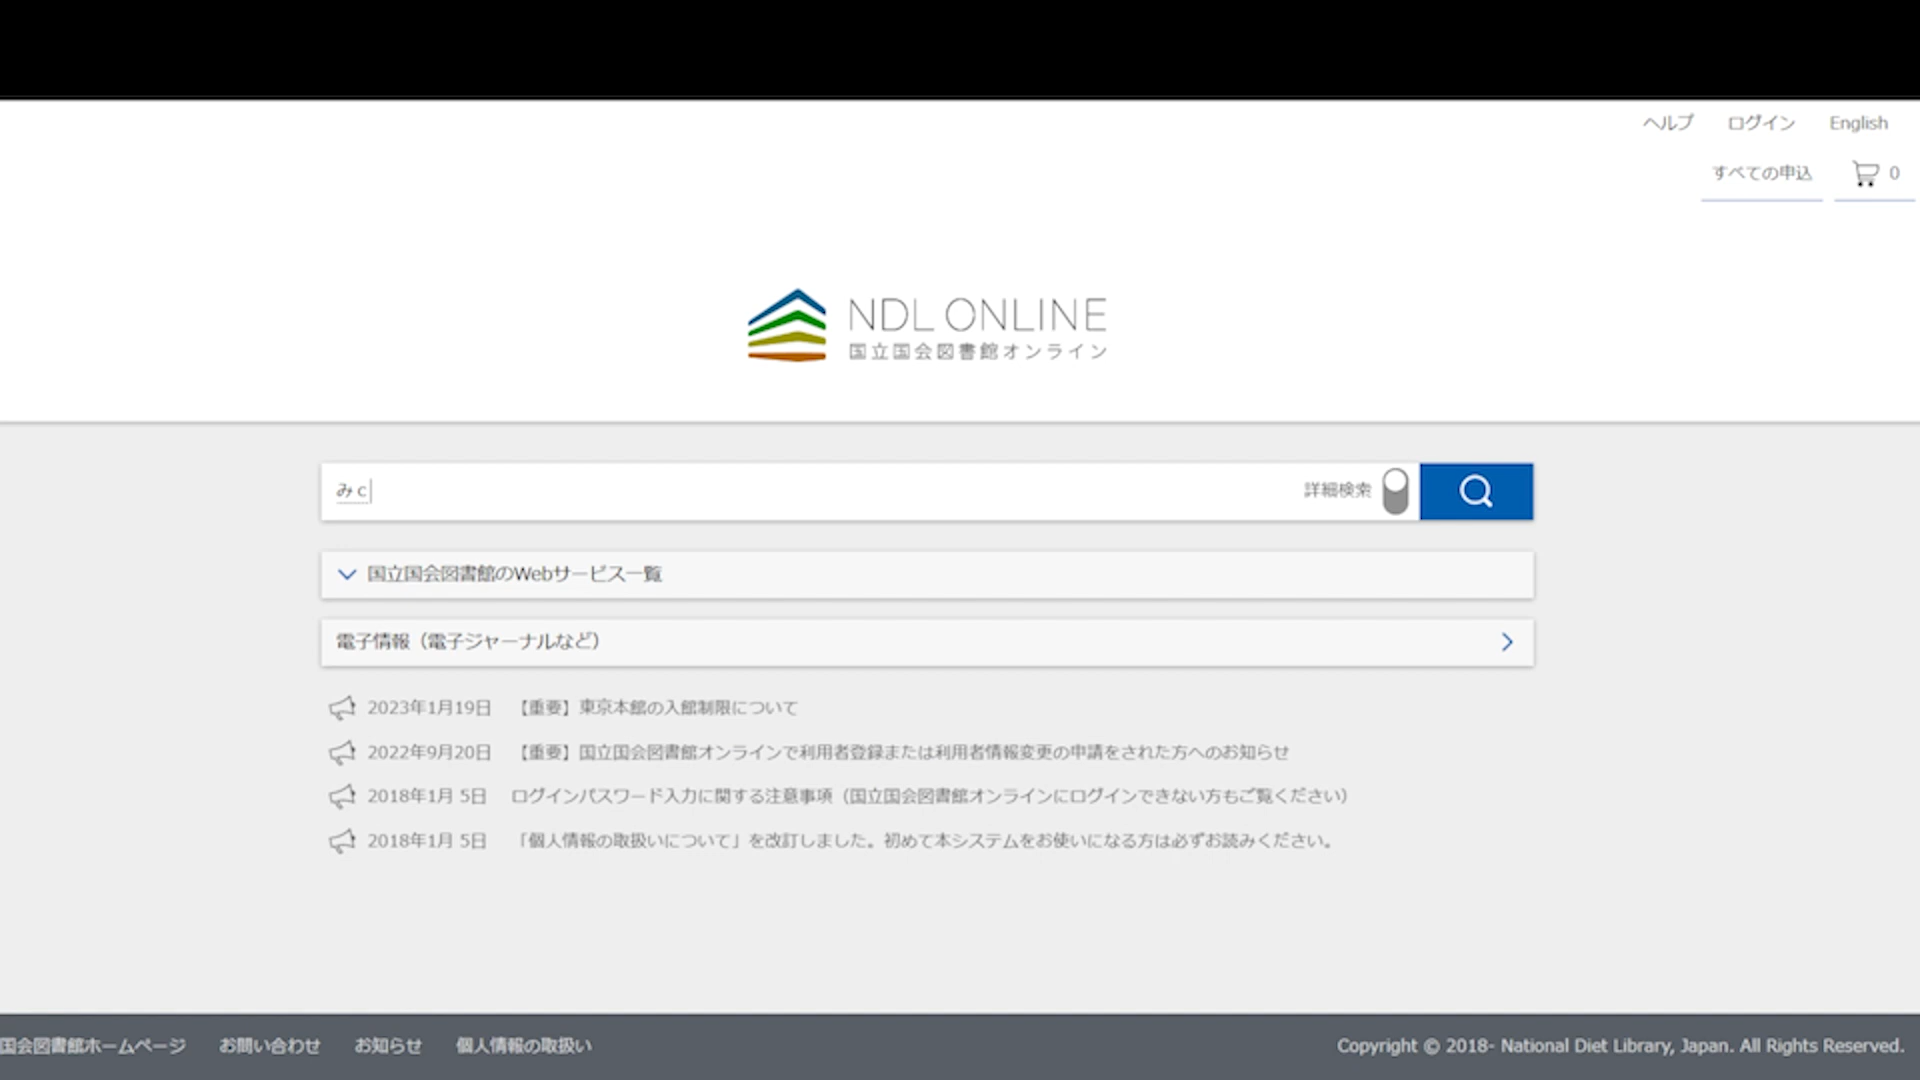 ヘルプ ログイン English
すべての申込 0
NDL ONLINE
国立国会図書館オンライン
みc
詳細検索
国立国会図書館のWebサービス一覧
電子情報（電子ジャーナルなど）
2023年1月19日 【重要】東京本館の入館制限について
2022年9月20日 【重要】国立国会図書館オンラインで利用者登録または利用者情報変更の申請をされた方へのお知らせ
2018年1月 5日 ログインパスワード入力に関する注意事項（国立国会図書館オンラインにログインできない方もご覧ください）
2018年1月 5日 「個人情報の取扱いについて」を改訂しました。初めて本システムをお使いになる方は必ずお読みください。
国会図書館ホームページ お問い合わせ お知らせ 個人情報の取扱い Copyright © 2018- National Diet Library, Japan. All Rights Reserved.